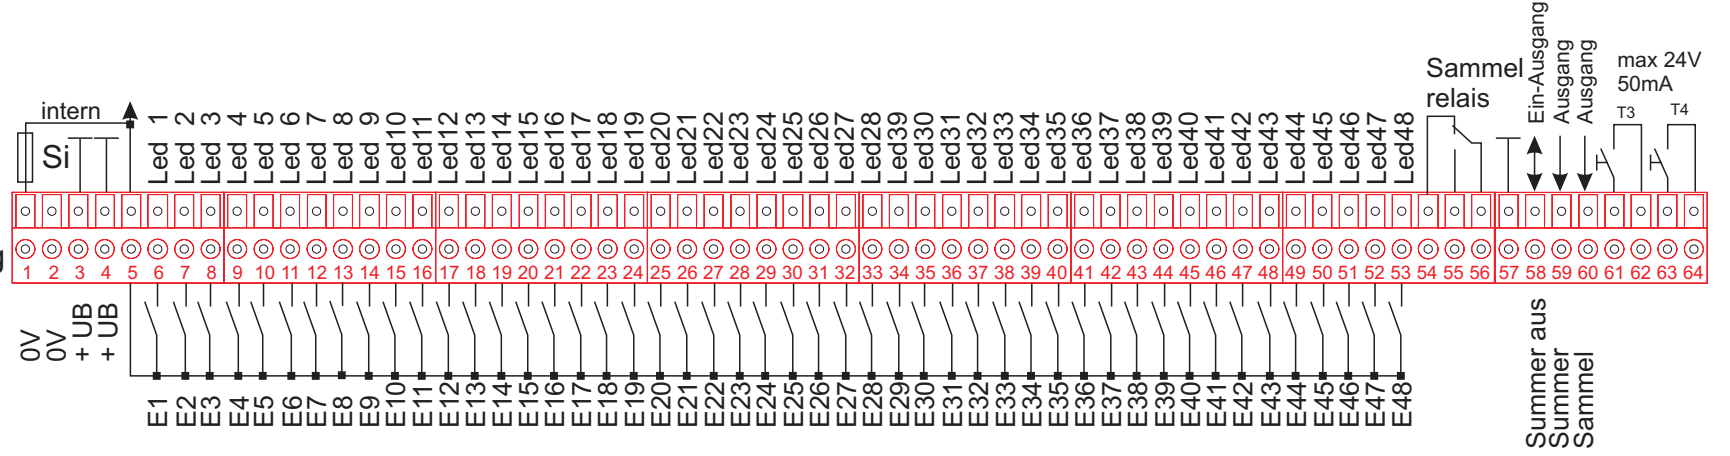 intern
Si
Led 1
Led 2
Led 3
Led 4
Led 5
Led 6
Led 7
Led 8
Led 9
Led10
Led11
Led12
Led13
Led14
Led15
Led16
Led17
Led18
Led19
Led20
Led21
Led22
Led23
Led24
Led25
Led26
Led27
Led28
Led39
Led30
Led31
Led32
Led33
Led34
Led35
Led36
Led37
Led38
Led39
Led40
Led41
Led42
Led43
Led44
Led45
Led46
Led47
Led48
Sammel
relais
Ein-Ausgang
Ausgang
Ausgang
max 24V
50mA
T3
T4
1 2 3 4 5 6 7 8 9 10 11 12 13 14 15 16 17 18 19 20 21 22 23 24 25 26 27 28 29 30 31 32 33 34 35 36 37 38 39 40 41 42 43 44 45 46 47 48 49 50 51 52 53 54 55 56 57 58 59 60 61 62 63 64
0V
0V
+ UB
+ UB
E1
E2
E3
E4
E5
E6
E7
E8
E9
E10
E11
E12
E13
E14
E15
E16
E17
E19
E20
E21
E22
E23
E24
E25
E26
E27
E28
E29
E30
E31
E32
E33
E34
E35
E36
E37
E38
E39
E40
E41
E42
E43
E44
E45
E46
E47
E48
Summer aus
Summer
Sammel